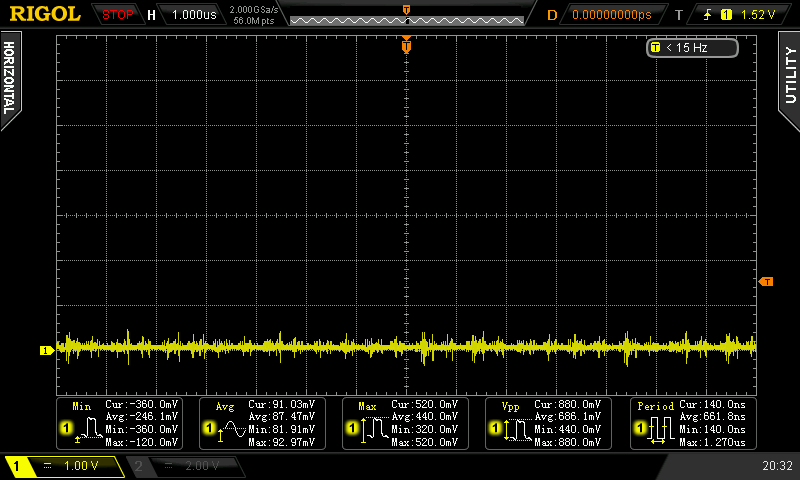 RIGOL STOP H 1.000us 2.000GSa/s D 0.00000000ps T 1 1.52 V
56.0M pts
T
T < 15 Hz
HORIZONTAL
UTILITY
T
1
Min Cur:-360.0mV Avg Cur:91.03mV Max Cur:520.0mV Vpp Cur:880.0mV Period Cur:140.0ns
Avg:-246.1mV Avg:87.47mV Avg:440.0mV Avg:686.1mV Avg:661.8ns
1 Min:-360.0mV 1 Min:81.91mV 1 Min:320.0mV 1 Min:440.0mV 1 Min:140.0ns
Max:-120.0mV Max:92.97mV Max:520.0mV Max:880.0mV Max:1.270us
1 1.00 V 2 2.00 V 20:32